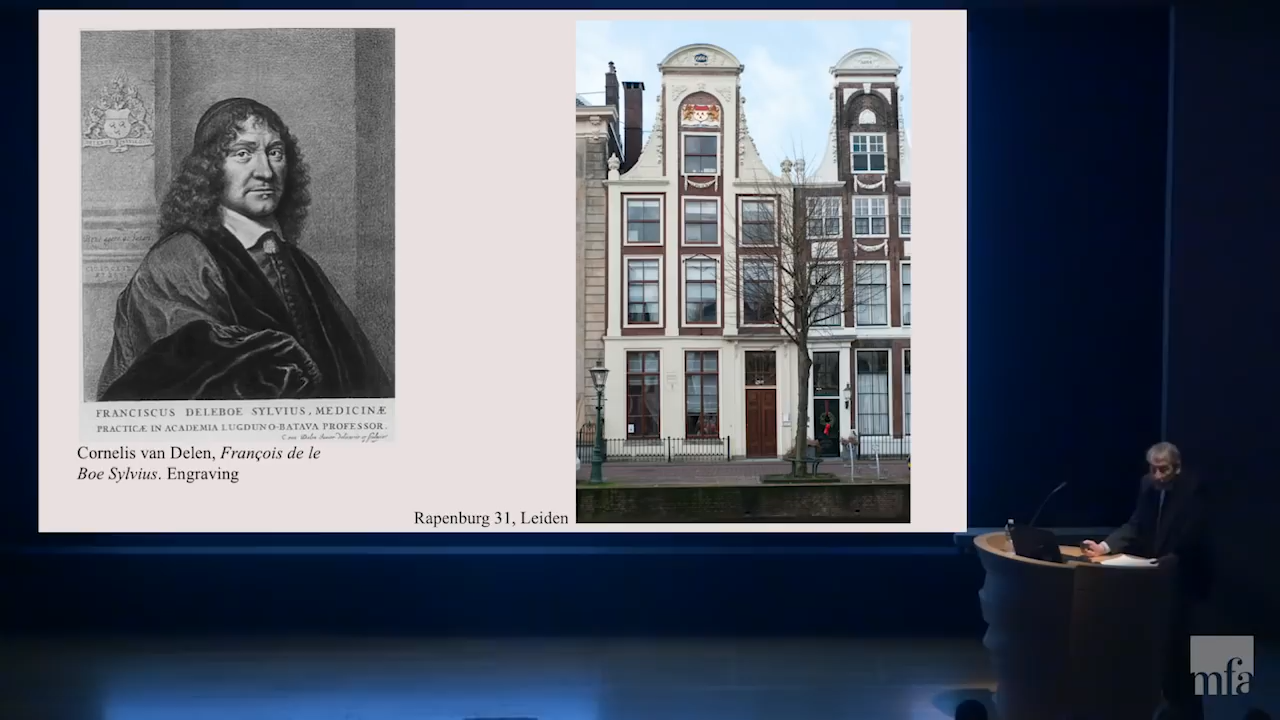 FRANCISCUS DELEBOE SYLVIUS, MEDICINÆ
PRACTICÆ IN ACADEMIA LUGDUNO-BATAVA PROFESSOR.
Cornelis van Delen, François de le
Boe Sylvius. Engraving
Rapenburg 31, Leiden
mfa